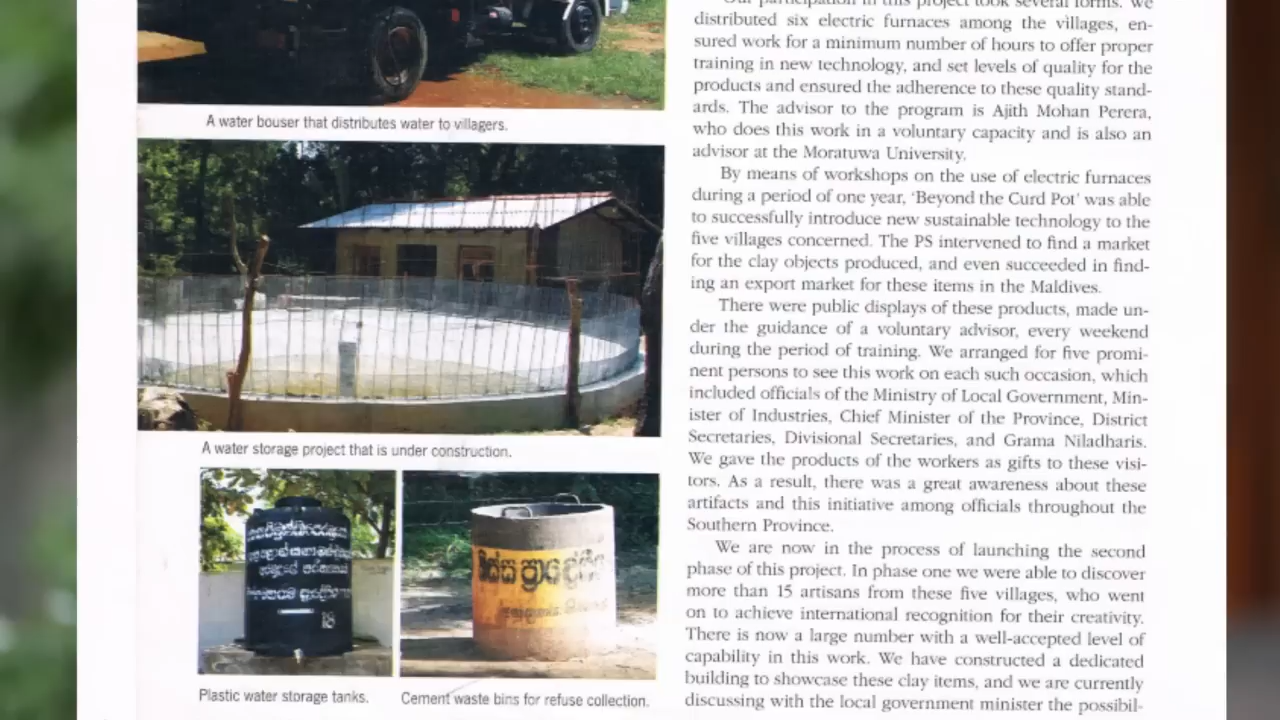 A water bouser that distributes water to villagers.
A water storage project that is under construction.
18
තිස්ස ප්‍රාදේශීය
Plastic water storage tanks.
Cement waste bins for refuse collection.
Our participation in this project took several forms. We
distributed six electric furnaces among the villages, en-
sured work for a minimum number of hours to offer proper
training in new technology, and set levels of quality for the
products and ensured the adherence to these quality stand-
ards. The advisor to the program is Ajith Mohan Perera,
who does this work in a voluntary capacity and is also an
advisor at the Moratuwa University.
By means of workshops on the use of electric furnaces
during a period of one year, 'Beyond the Curd Pot' was able
to successfully introduce new sustainable technology to the
five villages concerned. The PS intervened to find a market
for the clay objects produced, and even succeeded in find-
ing an export market for these items in the Maldives.
There were public displays of these products, made un-
der the guidance of a voluntary advisor, every weekend
during the period of training. We arranged for five promi-
nent persons to see this work on each such occasion, which
included officials of the Ministry of Local Government, Min-
ister of Industries, Chief Minister of the Province, District
Secretaries, Divisional Secretaries, and Grama Niladharis.
We gave the products of the workers as gifts to these visi-
tors. As a result, there was a great awareness about these
artifacts and this initiative among officials throughout the
Southern Province.
We are now in the process of launching the second
phase of this project. In phase one we were able to discover
more than 15 artisans from these five villages, who went
on to achieve international recognition for their creativity.
There is now a large number with a well-accepted level of
capability in this work. We have constructed a dedicated
building to showcase these clay items, and we are currently
discussing with the local government minister the possibil-